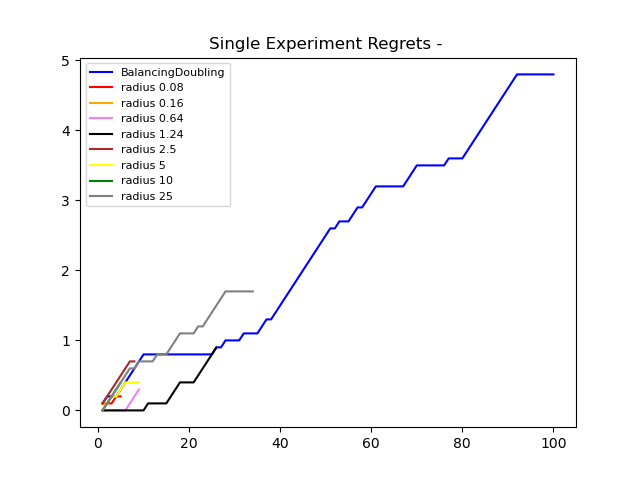 Single Experiment Regrets -
BalancingDoubling
radius 0.08
radius 0.16
radius 0.64
radius 1.24
radius 2.5
radius 5
radius 10
radius 25
5
4
3
2
1
0
0 20 40 60 80 100